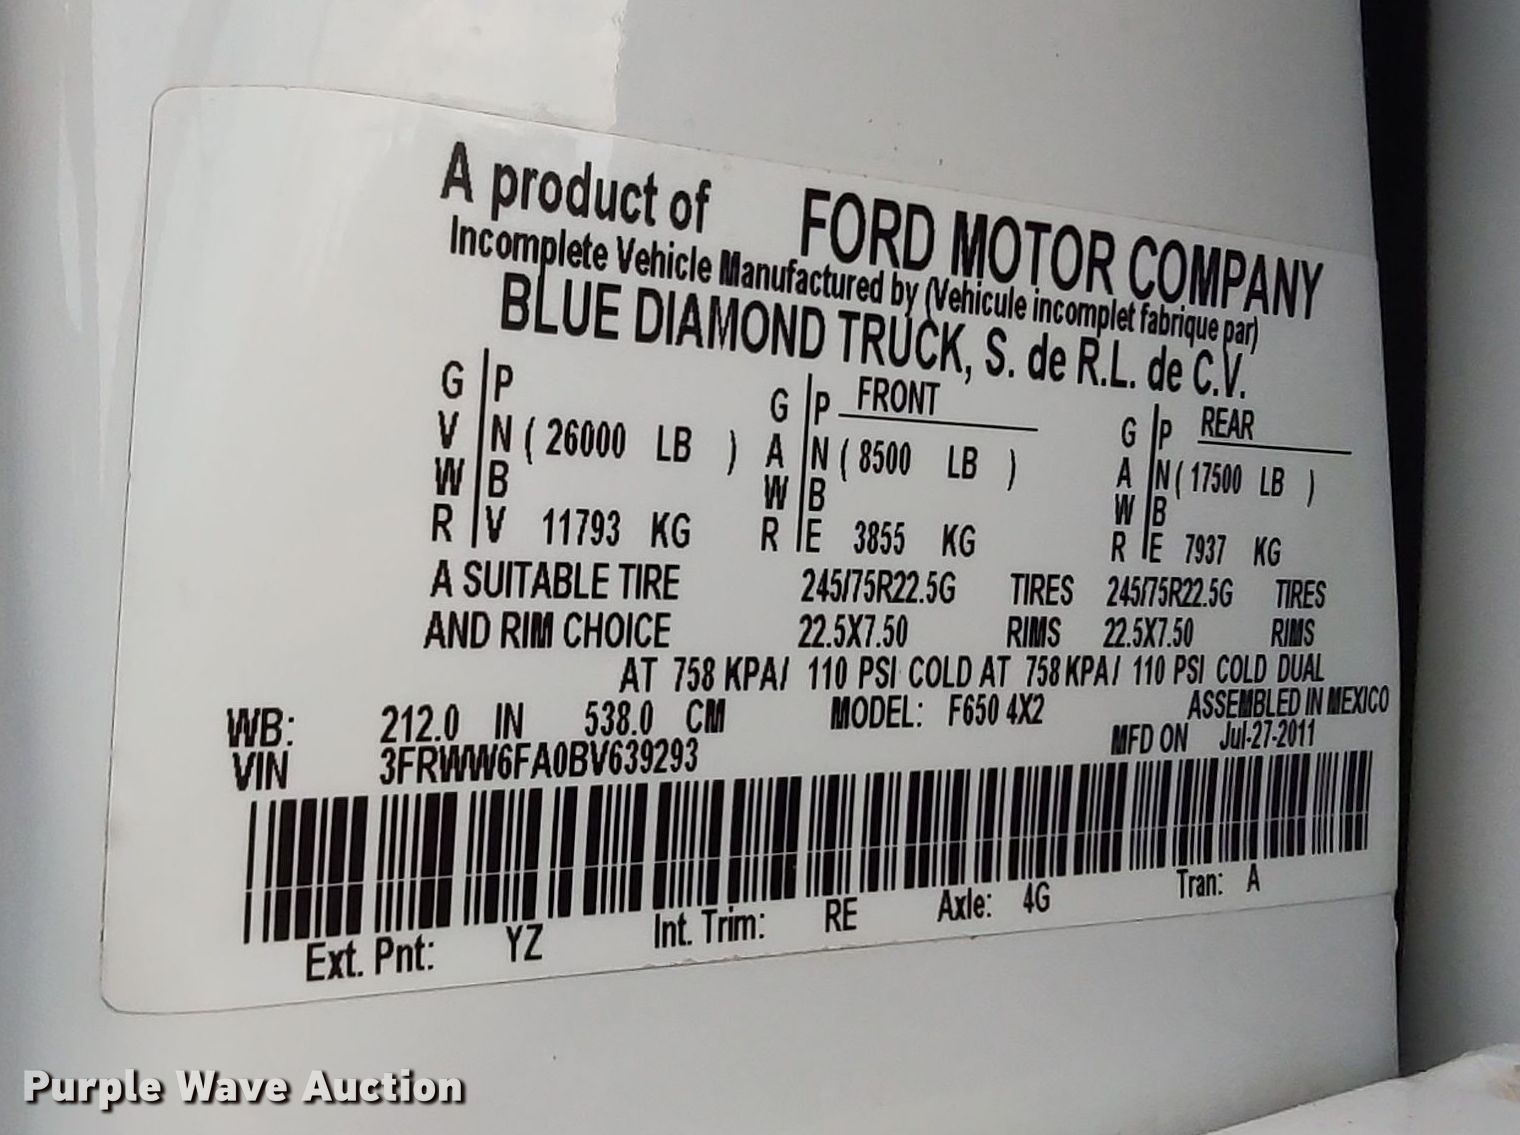 A product of FORD MOTOR COMPANY
Incomplete Vehicle Manufactured by (Vehicule incomplet fabrique par)
BLUE DIAMOND TRUCK, S. de R.L. de C.V.
G P G P FRONT G P REAR
V N ( 26000 LB ) A N ( 8500 LB ) A N ( 17500 LB )
W B W B W B
R V 11793 KG R E 3855 KG R E 7937 KG
A SUITABLE TIRE 245/75R22.5G TIRES 245/75R22.5G TIRES
AND RIM CHOICE 22.5X7.50 RIMS 22.5X7.50 RIMS
AT 758 KPA/ 110 PSI COLD AT 758 KPA/ 110 PSI COLD DUAL
WB: 212.0 IN 538.0 CM MODEL: F650 4X2 ASSEMBLED IN MEXICO
VIN 3FRWW6FA0BV639293 MFD ON Jul-27-2011
Ext. Pnt: YZ Int. Trim: RE Axle: 4G Tran: A
Purple Wave Auction